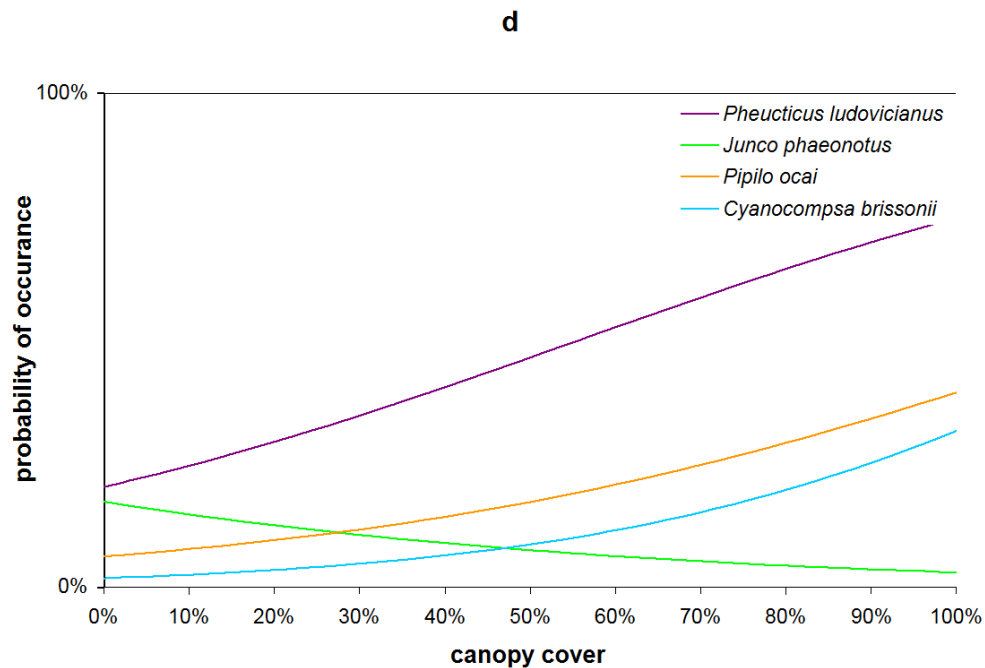 d
100%
Pheucticus ludovicianus
Junco phaeonotus
Pipilo ocai
Cyanocompsa brissonii
probability of occurance
0%
0% 10% 20% 30% 40% 50% 60% 70% 80% 90% 100%
canopy cover